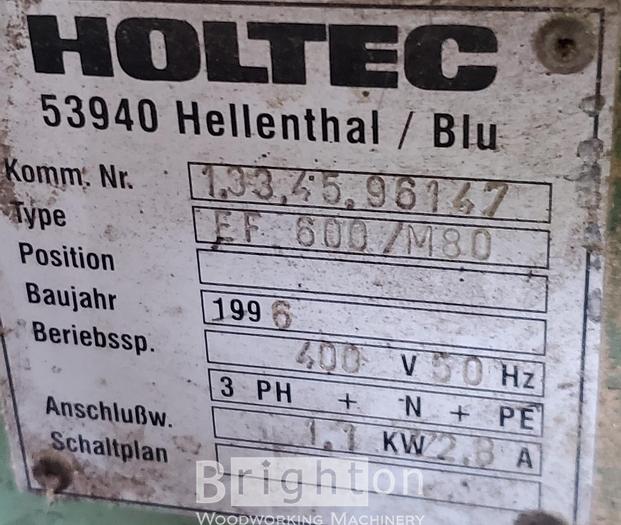 HOLTEC
53940 Hellenthal / Blu
Komm. Nr. 1.33.45.96147
Type EF 600/M80
Position
Baujahr 1996
Beriebssp. 400 V 50 Hz
3 PH + N + PE
Anschlußw. 1.1 KW 2.8 A
Schaltplan
Brighton
WOODWORKING MACHINERY